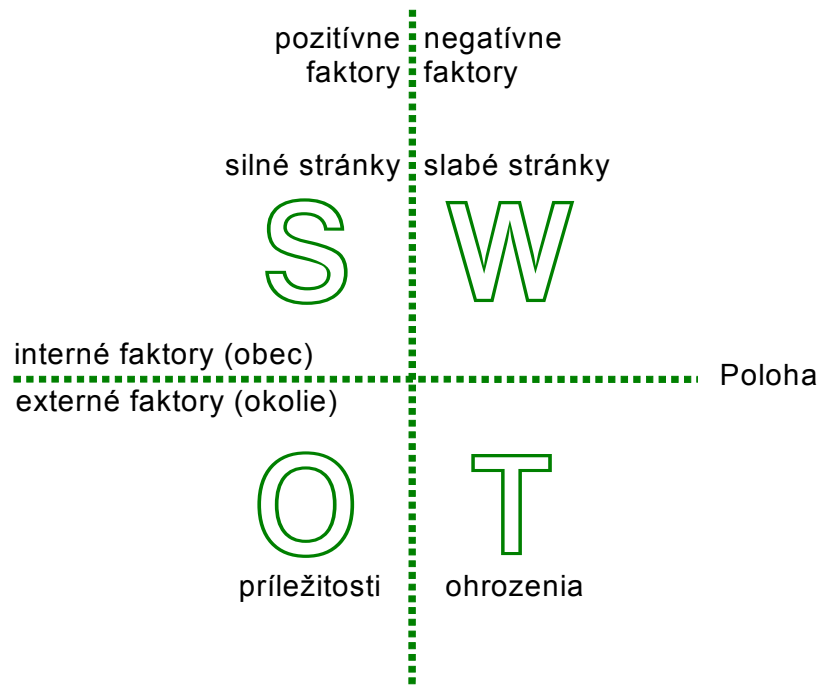 pozitívne negatívne
faktory faktory
silné stránky slabé stránky
S W
interné faktory (obec)
Poloha
externé faktory (okolie)
O T
príležitosti ohrozenia